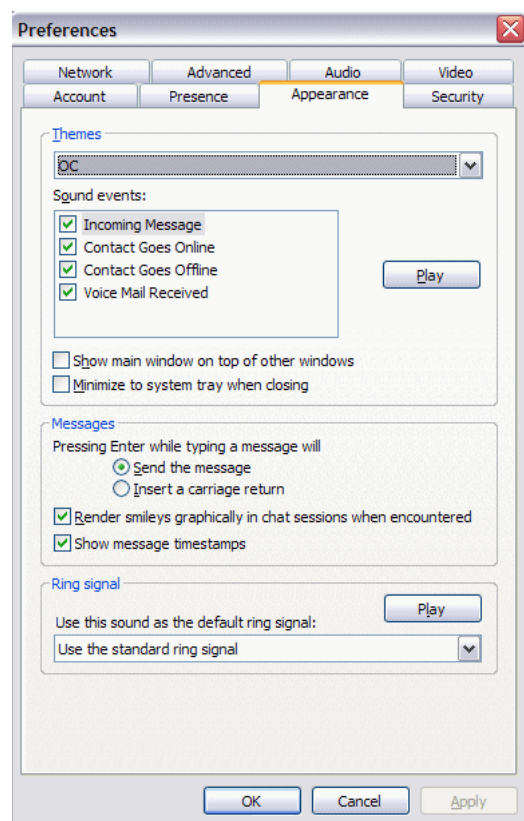 Preferences
Network Advanced Audio Video
Account Presence Appearance Security
Themes
OC
Sound events:
Incoming Message
Contact Goes Online
Contact Goes Offline
Play
Voice Mail Received
Show main window on top of other windows
Minimize to system tray when closing
Messages
Pressing Enter while typing a message will
Send the message
Insert a carriage return
Render smileys graphically in chat sessions when encountered
Show message timestamps
Ring signal
Play
Use this sound as the default ring signal:
Use the standard ring signal
OK Cancel Apply